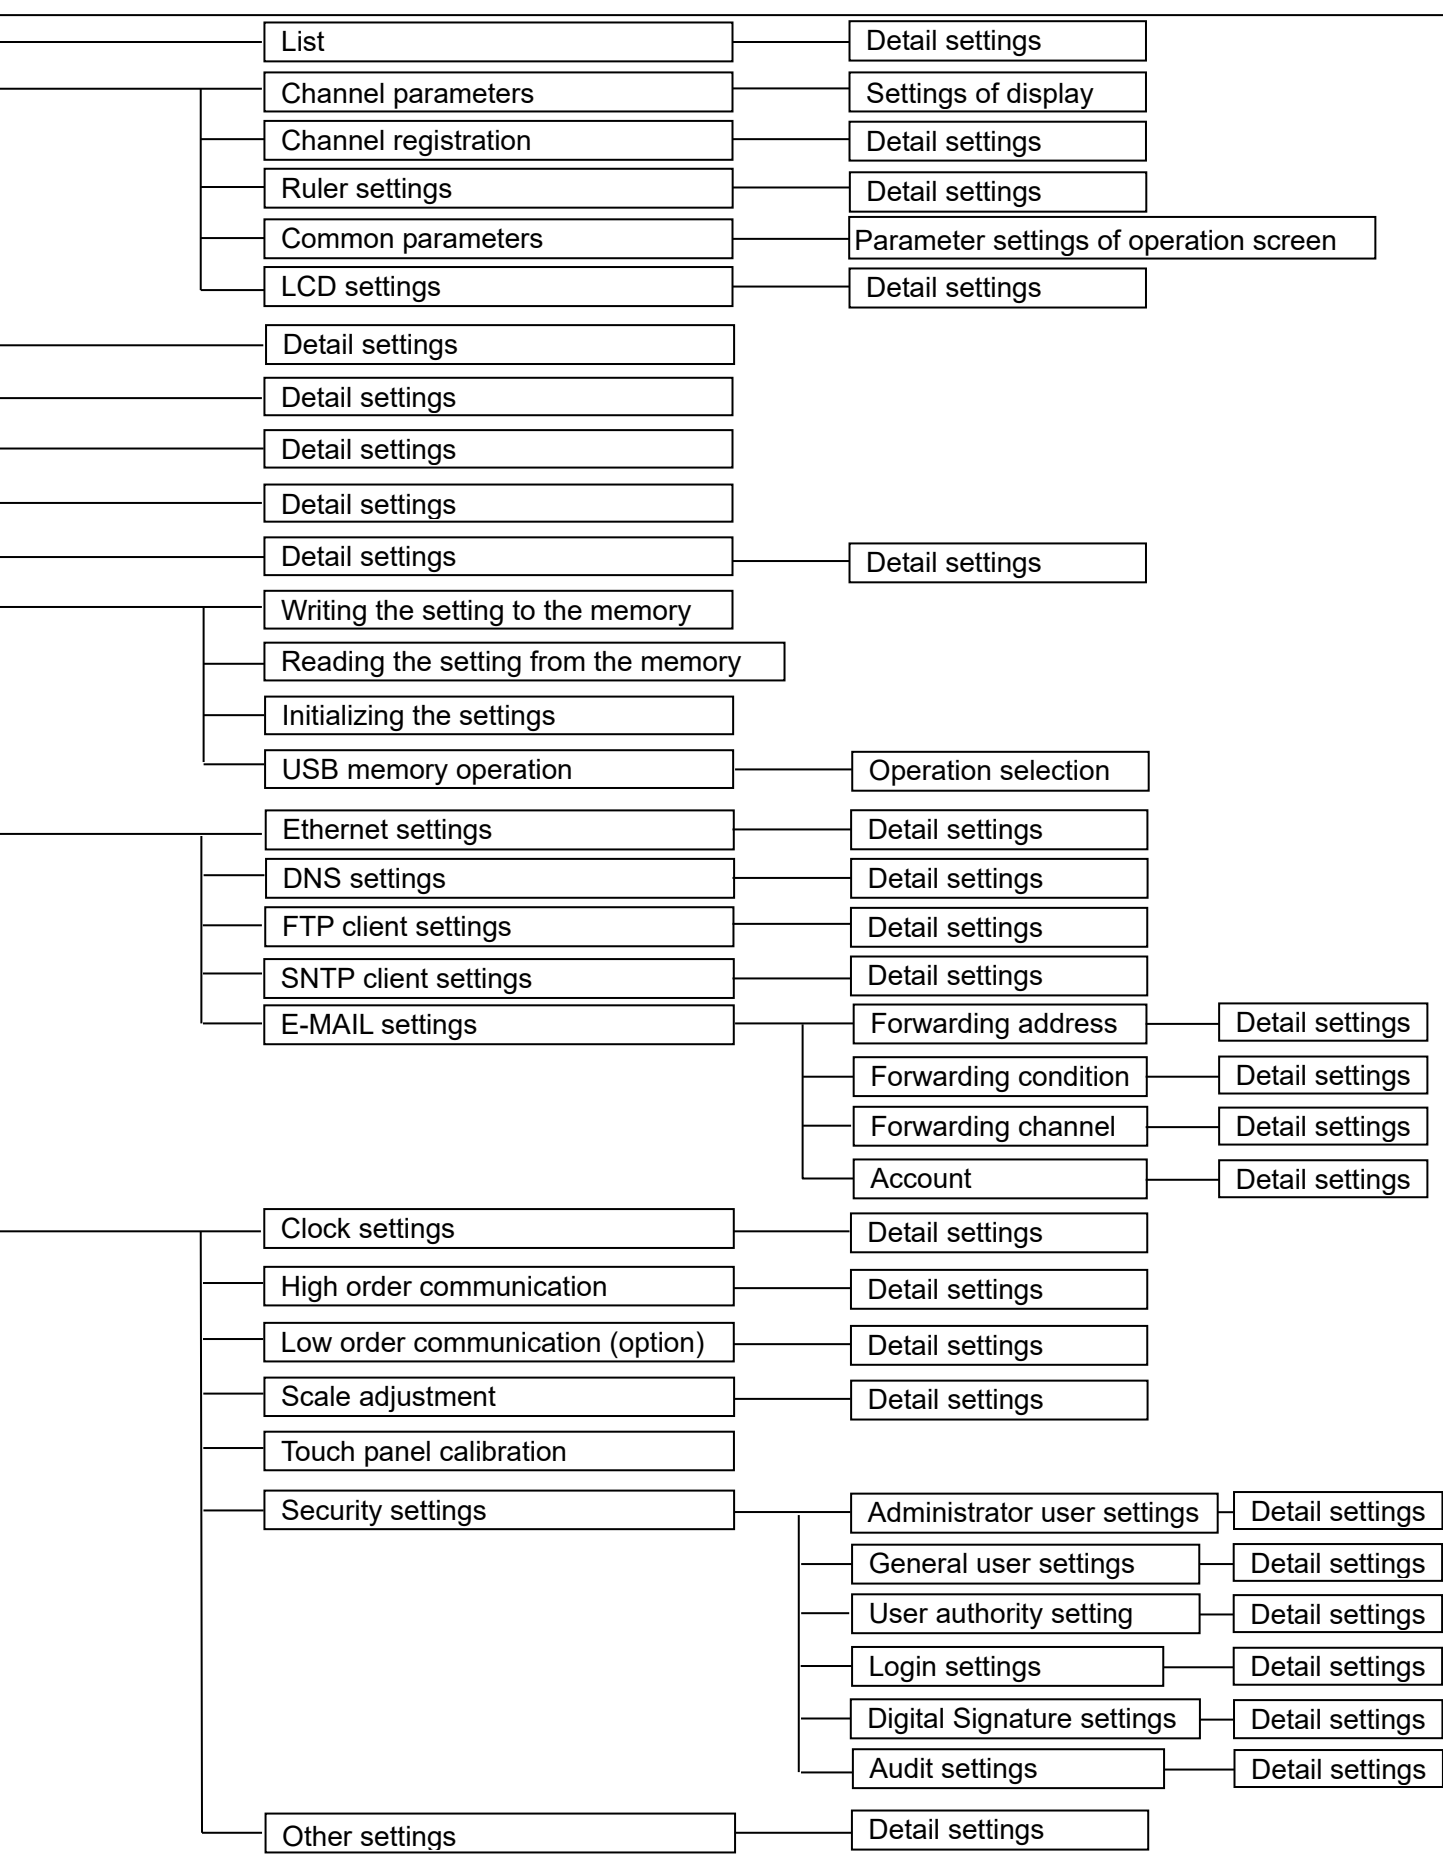 List
Detail settings
Channel parameters
Settings of display
Channel registration
Detail settings
Ruler settings
Detail settings
Common parameters
Parameter settings of operation screen
LCD settings
Detail settings
Detail settings
Detail settings
Detail settings
Detail settings
Detail settings
Detail settings
Writing the setting to the memory
Reading the setting from the memory
Initializing the settings
USB memory operation
Operation selection
Ethernet settings
Detail settings
DNS settings
Detail settings
FTP client settings
Detail settings
SNTP client settings
Detail settings
E-MAIL settings
Forwarding address
Detail settings
Forwarding condition
Detail settings
Forwarding channel
Detail settings
Account
Detail settings
Clock settings
Detail settings
High order communication
Detail settings
Low order communication (option)
Detail settings
Scale adjustment
Detail settings
Touch panel calibration
Security settings
Administrator user settings
Detail settings
General user settings
Detail settings
User authority setting
Detail settings
Login settings
Detail settings
Digital Signature settings
Detail settings
Audit settings
Detail settings
Other settings
Detail settings